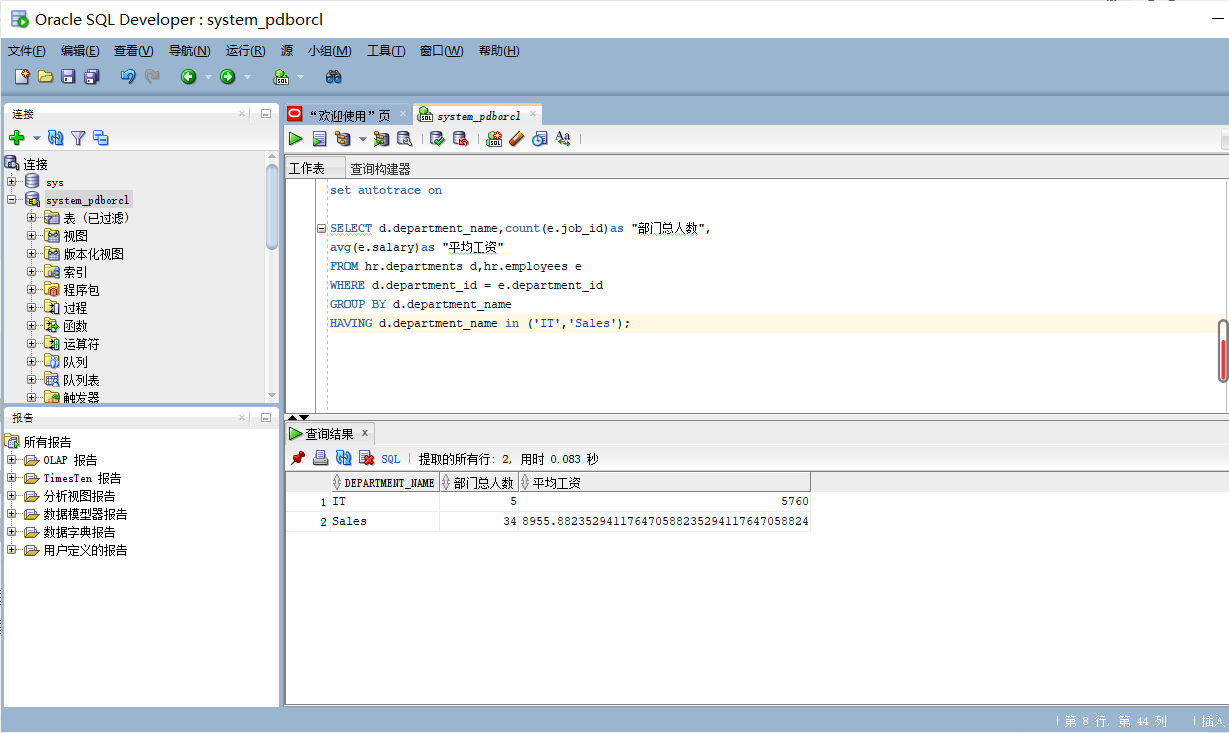 Oracle SQL Developer : system_pdborcl
文件(F) 编辑(E) 查看(V) 导航(N) 运行(R) 源 小组(M) 工具(T) 窗口(W) 帮助(H)
连接
连接
sys
system_pdborcl
表 (已过滤)
视图
版本化视图
索引
程序包
过程
函数
运算符
队列
队列表
触发器
报告
所有报告
OLAP 报告
TimesTen 报告
分析视图报告
数据模型器报告
数据字典报告
用户定义的报告
“欢迎使用”页 system_pdborcl
工作表 查询构建器
set autotrace on
SELECT d.department_name,count(e.job_id)as "部门总人数",
avg(e.salary)as "平均工资"
FROM hr.departments d,hr.employees e
WHERE d.department_id = e.department_id
GROUP BY d.department_name
HAVING d.department_name in ('IT','Sales');
查询结果 x
SQL | 提取的所有行: 2, 用时 0.083 秒
DEPARTMENT_NAME 部门总人数 平均工资
1 IT 5 5760
2 Sales 34 8955.88235294117647058823529411764705882​4
第 8 行, 第 44 列 | 插入